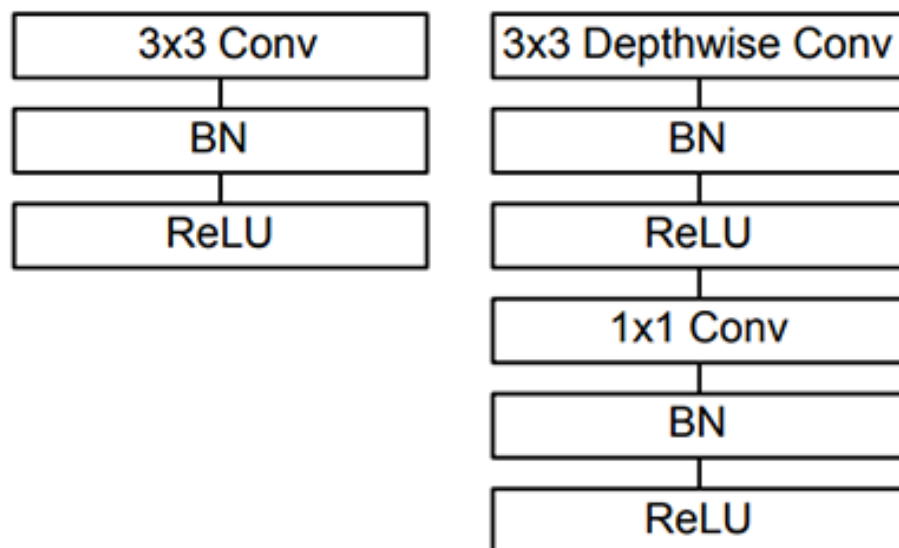 3x3 Conv
BN
ReLU
3x3 Depthwise Conv
BN
ReLU
1x1 Conv
BN
ReLU